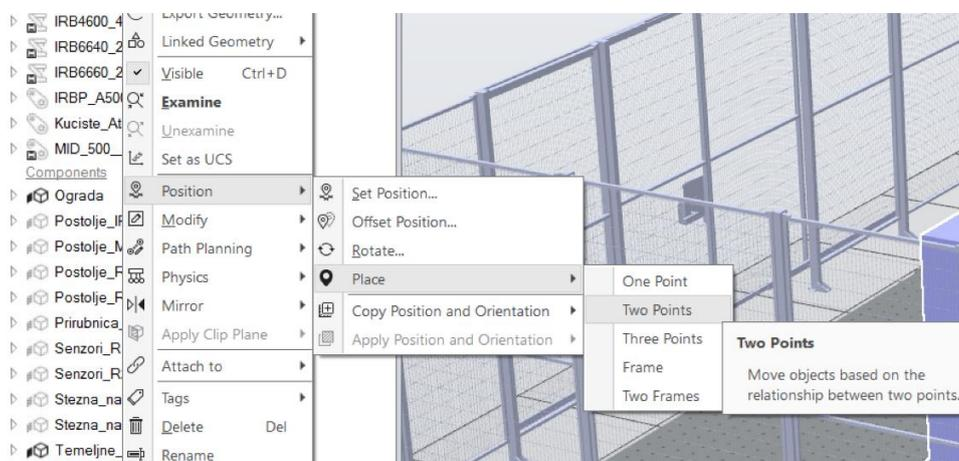 IRB4600_4
IRB6640_2
IRB6660_2
IRBP_A50
Kuciste_At
MID_500_
Components
Ograda
Postolje_IF
Postolje_M
Postolje_F
Postolje_R
Prirubnica_
Senzori_R
Senzori_R
Stezna_na
Stezna_na
Temeljne_
Export Geometry...
Linked Geometry
Visible Ctrl+D
Examine
Unexamine
Set as UCS
Position
Modify
Path Planning
Physics
Mirror
Apply Clip Plane
Attach to
Tags
Delete Del
Rename
Set Position...
Offset Position...
Rotate...
Place
Copy Position and Orientation
Apply Position and Orientation
One Point
Two Points
Three Points
Frame
Two Frames
Two Points
Move objects based on the
relationship between two points.